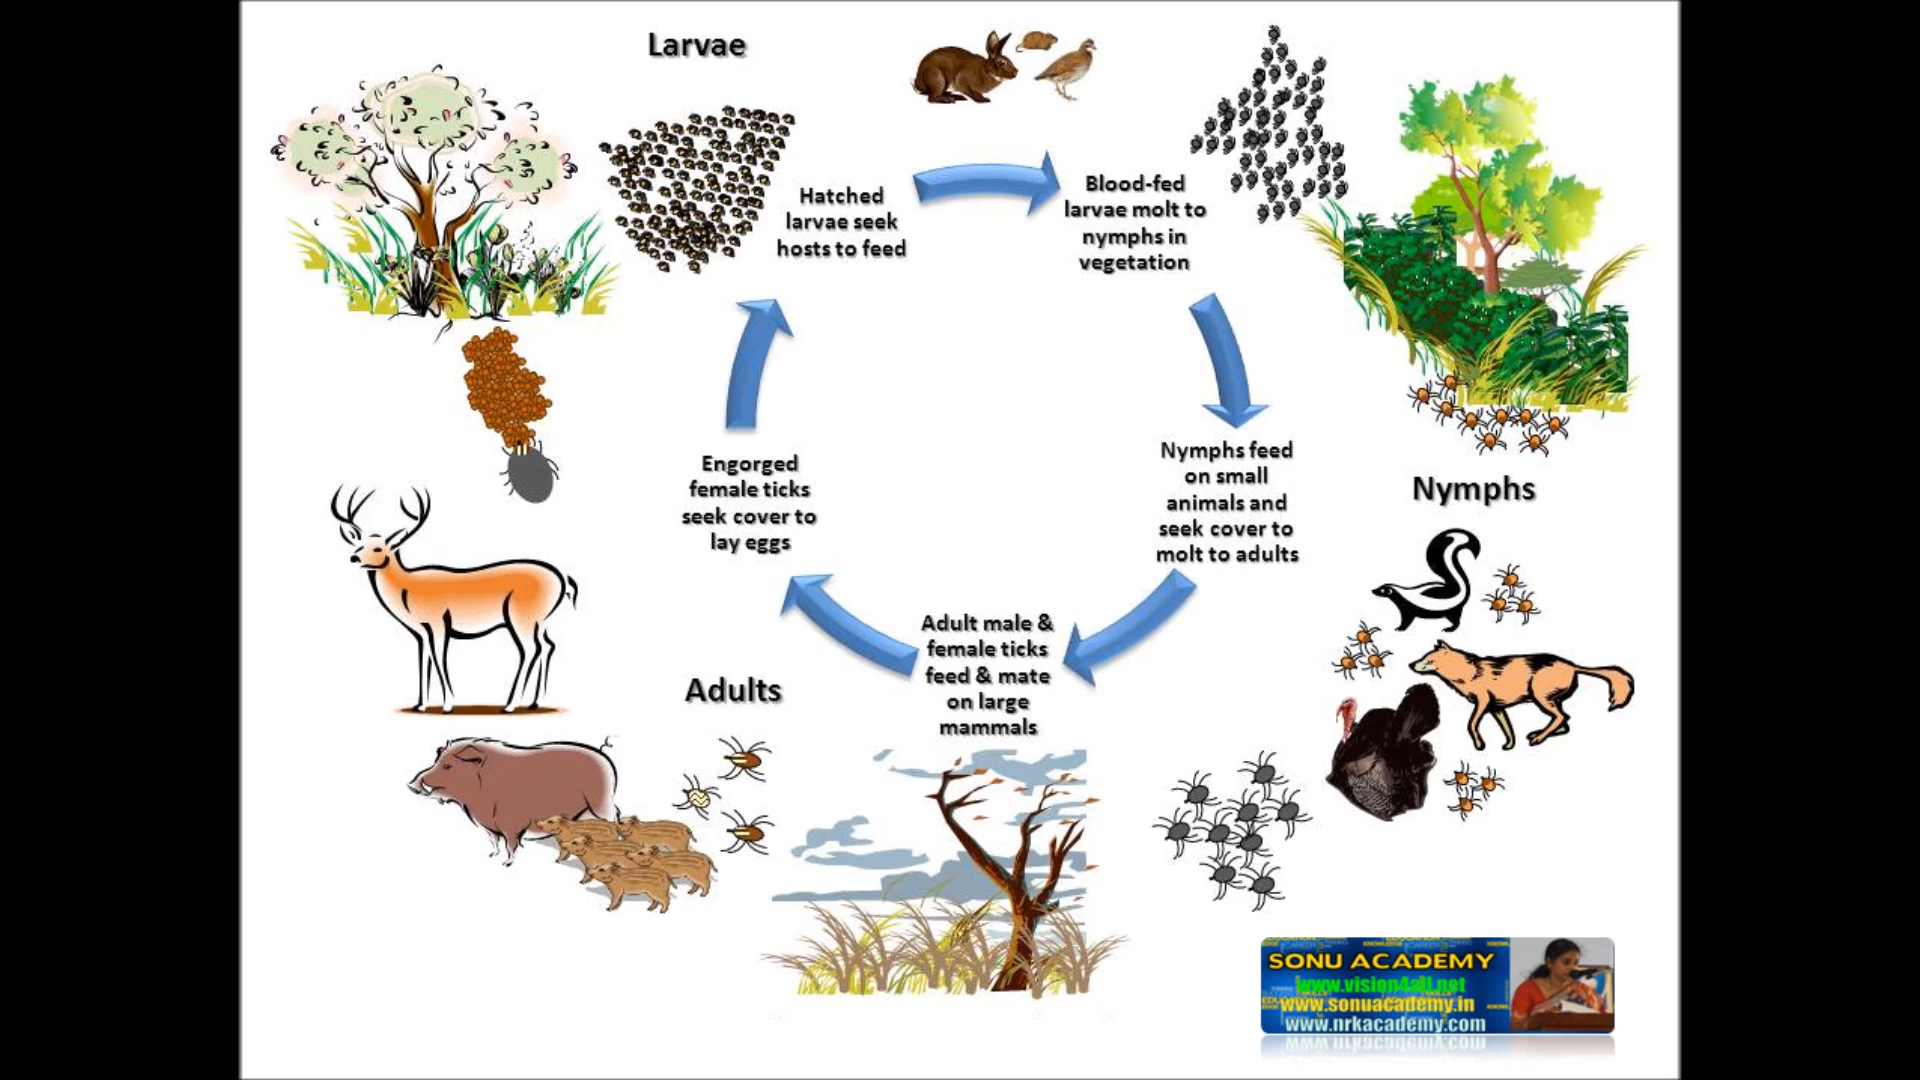 Larvae
Hatched
larvae seek
hosts to feed
Blood-fed
larvae molt to
nymphs in
vegetation
Nymphs feed
on small
animals and
seek cover to
molt to adults
Nymphs
Engorged
female ticks
seek cover to
lay eggs
Adult male &
female ticks
feed & mate
on large
mammals
Adults
SONU ACADEMY
www.vision4all.net
www.sonuacademy.in
www.nrkacademy.com